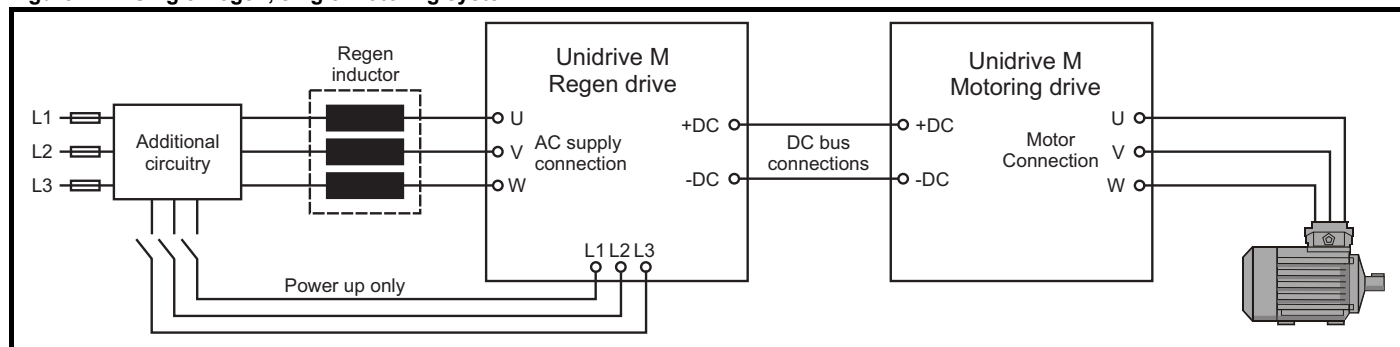 Regen
inductor
L1
L2
L3
Additional
circuitry
Unidrive M
Regen drive
U
V
W
AC supply
connection
+DC
-DC
L1 L2 L3
Power up only
DC bus
connections
Unidrive M
Motoring drive
+DC
-DC
Motor
Connection
U
V
W